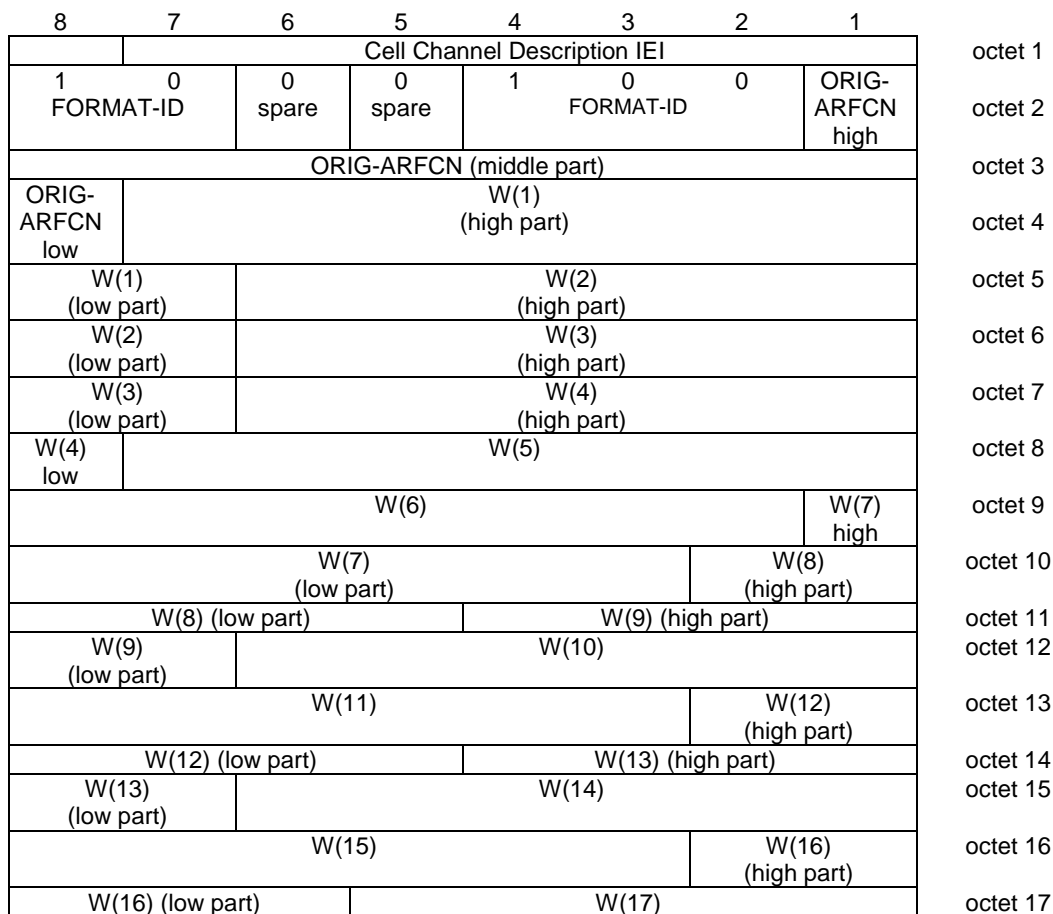 8 7 6 5 4 3 2 1
Cell Channel Description IEI octet 1
1 0 0 0 1 0 0 ORIG-
FORMAT-ID spare spare FORMAT-ID ARFCN octet 2
high
ORIG-ARFCN (middle part) octet 3
ORIG- W(1)
ARFCN (high part) octet 4
low
W(1) W(2) octet 5
(low part) (high part)
W(2) W(3) octet 6
(low part) (high part)
W(3) W(4) octet 7
(low part) (high part)
W(4) W(5) octet 8
low
W(6) W(7) octet 9
high
W(7) W(8) octet 10
(low part) (high part)
W(8) (low part) W(9) (high part) octet 11
W(9) W(10) octet 12
(low part)
W(11) W(12) octet 13
(high part)
W(12) (low part) W(13) (high part) octet 14
W(13) W(14) octet 15
(low part)
W(15) W(16) octet 16
(high part)
W(16) (low part) W(17) octet 17